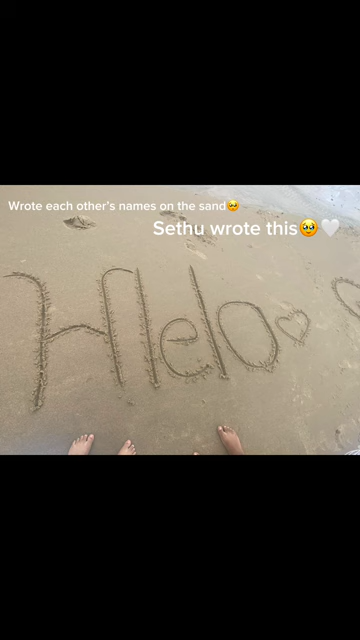 Wrote each other's names on the sand🥹
Sethu wrote this🥹🤍
Hlelo♡